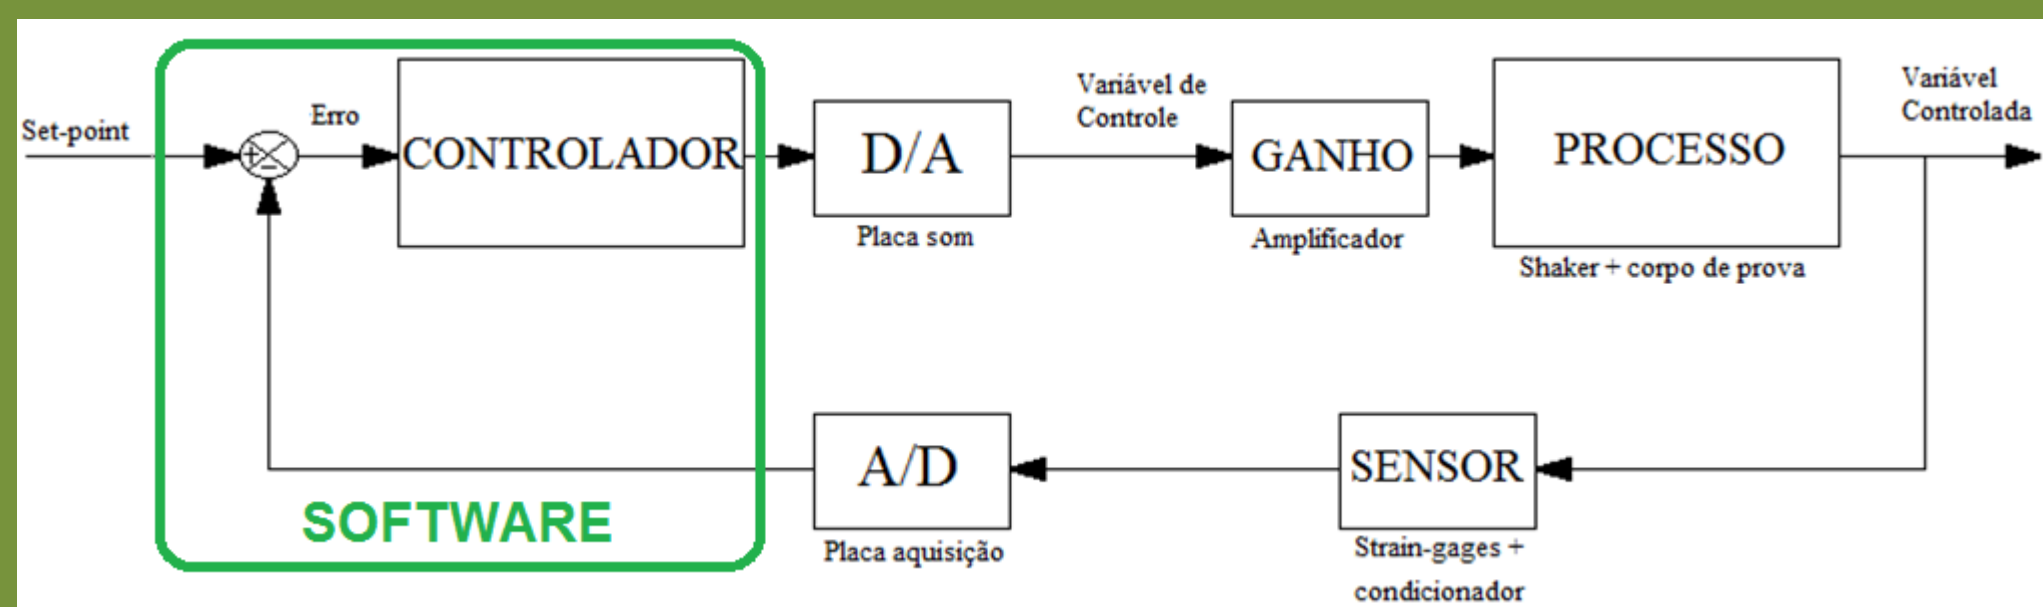 Set-point
+
-
Erro
CONTROLADOR
D/A
Placa som
Variável de
Controle
GANHO
Amplificador
PROCESSO
Shaker + corpo de prova
Variável
Controlada
SOFTWARE
A/D
Placa aquisição
SENSOR
Strain-gages +
condicionador